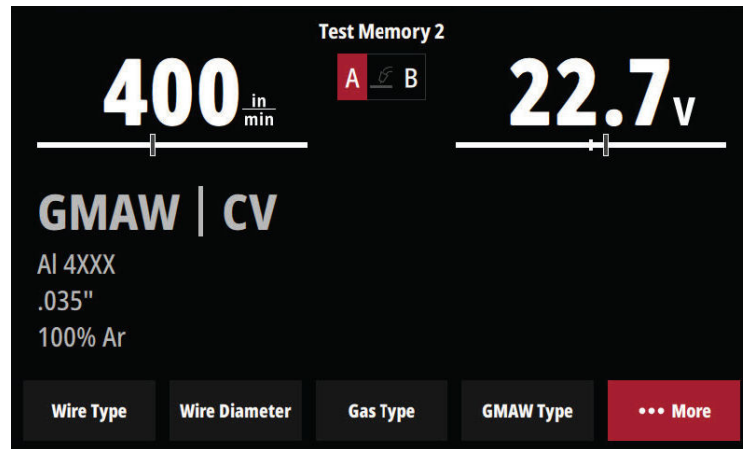 Test Memory 2
400 in/min
A B
22.7 V
GMAW | CV
Al 4XXX
.035"
100% Ar
Wire Type Wire Diameter Gas Type GMAW Type ••• More